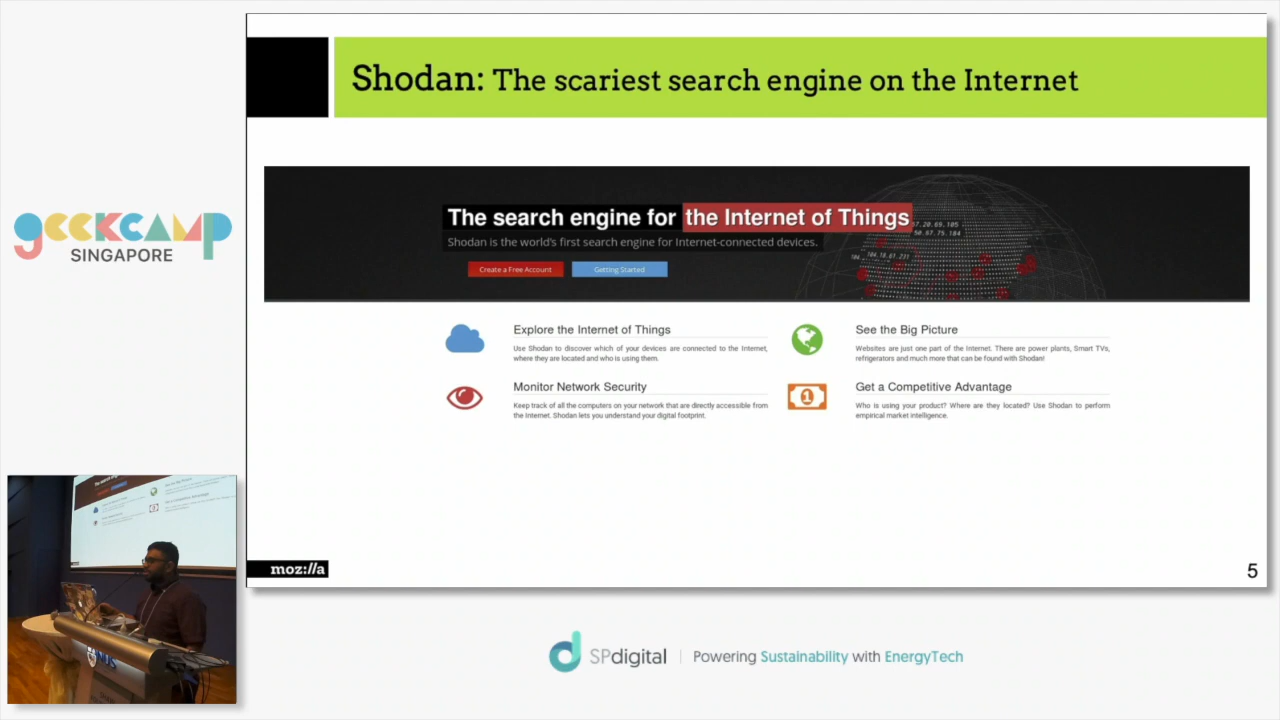 Shodan: The scariest search engine on the Internet
The search engine for the Internet of Things
Shodan is the world's first search engine for Internet-connected devices.
Create a Free Account
Getting Started
Explore the Internet of Things
Use Shodan to discover which of your devices are connected to the Internet,
where they are located and who is using them.
See the Big Picture
Websites are just one part of the Internet. There are power plants, Smart TVs,
refrigerators and much more that can be found with Shodan!
Monitor Network Security
Keep track of all the computers on your network that are directly accessible from
the Internet. Shodan lets you understand your digital footprint.
Get a Competitive Advantage
Who is using your product? Where are they located? Use Shodan to perform
empirical market intelligence.
geekcamp
SINGAPORE
NUS
moz://a
5
SPdigital
Powering Sustainability with EnergyTech